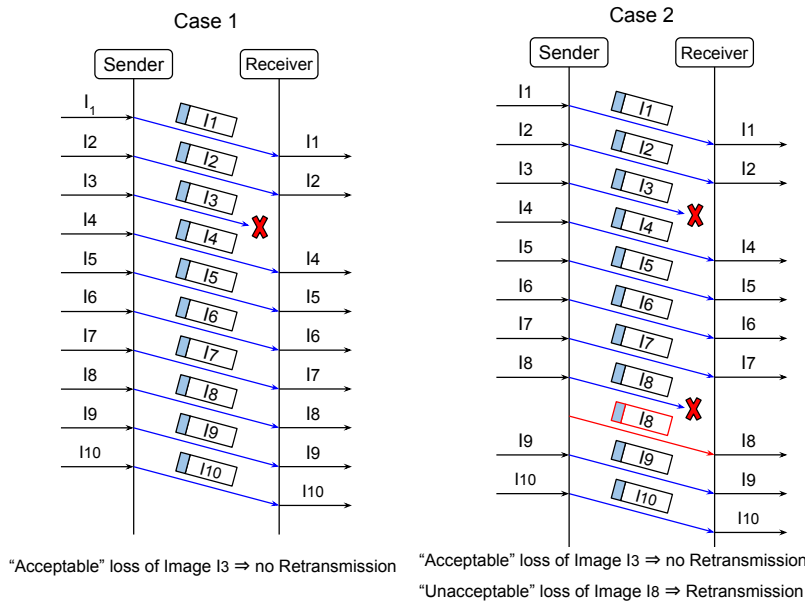 Case 1
Sender
Receiver
I1
I1
I1
I2
I2
I2
I3
I3
I4
I4
I4
I5
I5
I5
I6
I6
I6
I7
I7
I7
I8
I8
I8
I9
I9
I9
I10
I10
I10
“Acceptable” loss of Image I3 ⇒ no Retransmission
Case 2
Sender
Receiver
I1
I1
I1
I2
I2
I2
I3
I3
I4
I4
I4
I5
I5
I5
I6
I6
I6
I7
I7
I7
I8
I8
I8
I8
I9
I9
I9
I10
I10
I10
“Acceptable” loss of Image I3 ⇒ no Retransmission
“Unacceptable” loss of Image I8 ⇒ Retransmission